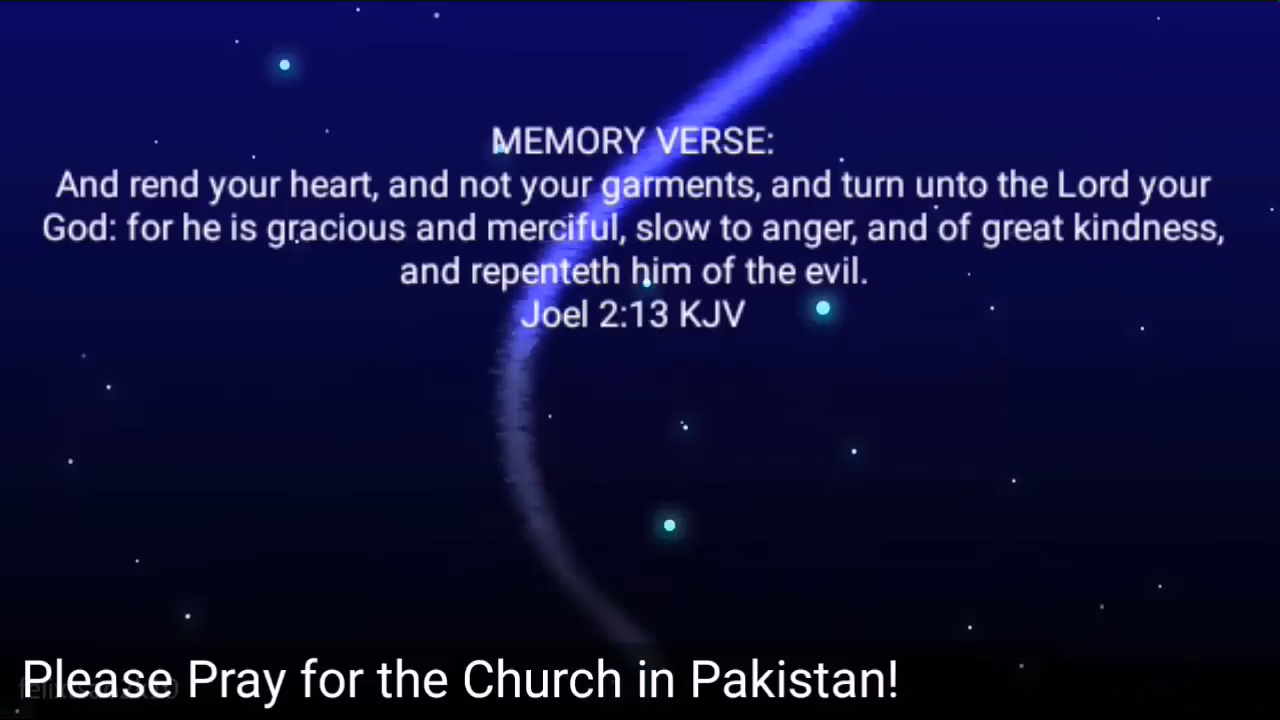 MEMORY VERSE:
And rend your heart, and not your garments, and turn unto the Lord your
God: for he is gracious and merciful, slow to anger, and of great kindness,
and repenteth him of the evil.
Joel 2:13 KJV
Please Pray for the Church in Pakistan!